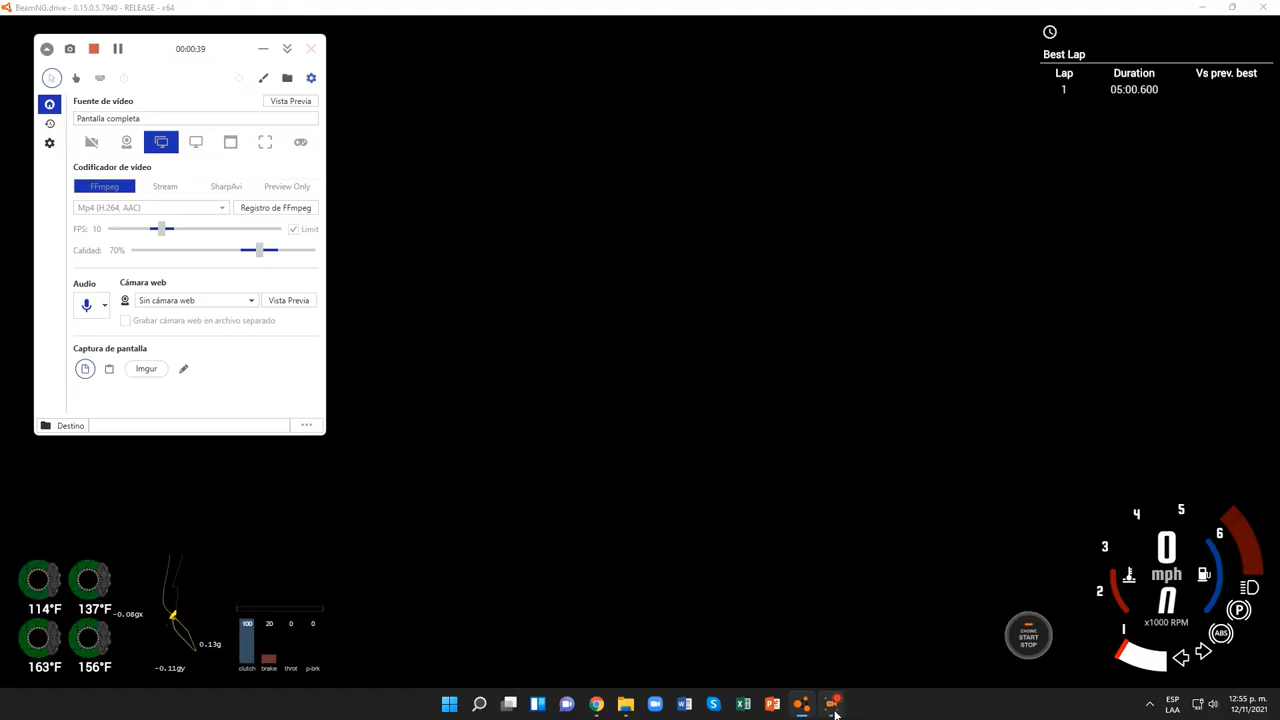 BeamNG.drive - 0.15.0.5.7940 - RELEASE - x64
00:00:39
Fuente de vídeo
Vista Previa
Pantalla completa
Codificador de vídeo
FFmpeg Stream SharpAvi Preview Only
Mp4 (H.264, AAC) Registro de FFmpeg
FPS: 10 Limit
Calidad: 70%
Audio Cámara web
Sin cámara web Vista Previa
Grabar cámara web en archivo separado
Captura de pantalla
Imgur
Destino
Best Lap
Lap Duration Vs prev. best
1 05:00.600
114°F 137°F
163°F 156°F
-0.08gx
0.13g
-0.11gy
100 20 0 0
clutch brake throt p-brk
ENGINE
START
STOP
1 2 3 4 5 6
0
mph
n
x1000 RPM
P
ABS
ESP
LAA
12:55 p. m.
12/11/2021